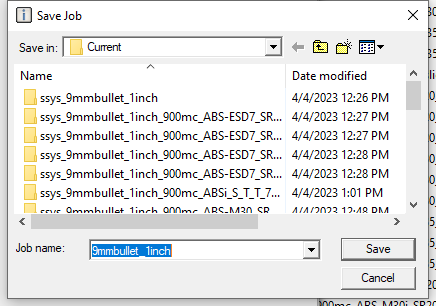 Save Job
Save in: Current
Name Date modified
ssys_9mmbullet_1inch 4/4/2023 12:26 PM
ssys_9mmbullet_1inch_900mc_ABS-ESD7_SR... 4/4/2023 12:27 PM
ssys_9mmbullet_1inch_900mc_ABS-ESD7_SR... 4/4/2023 12:27 PM
ssys_9mmbullet_1inch_900mc_ABS-ESD7_SR... 4/4/2023 12:28 PM
ssys_9mmbullet_1inch_900mc_ABS-ESD7_SR... 4/4/2023 12:28 PM
ssys_9mmbullet_1inch_900mc_ABSi_S_T_T_7... 4/4/2023 1:01 PM
ssys_9mmbullet_1inch_900mc_ABS-M30_SR... 4/4/2023 12:48 PM
Job name: 9mmbullet_1inch
Save
Cancel
900mc_ABS-M30i_SR20